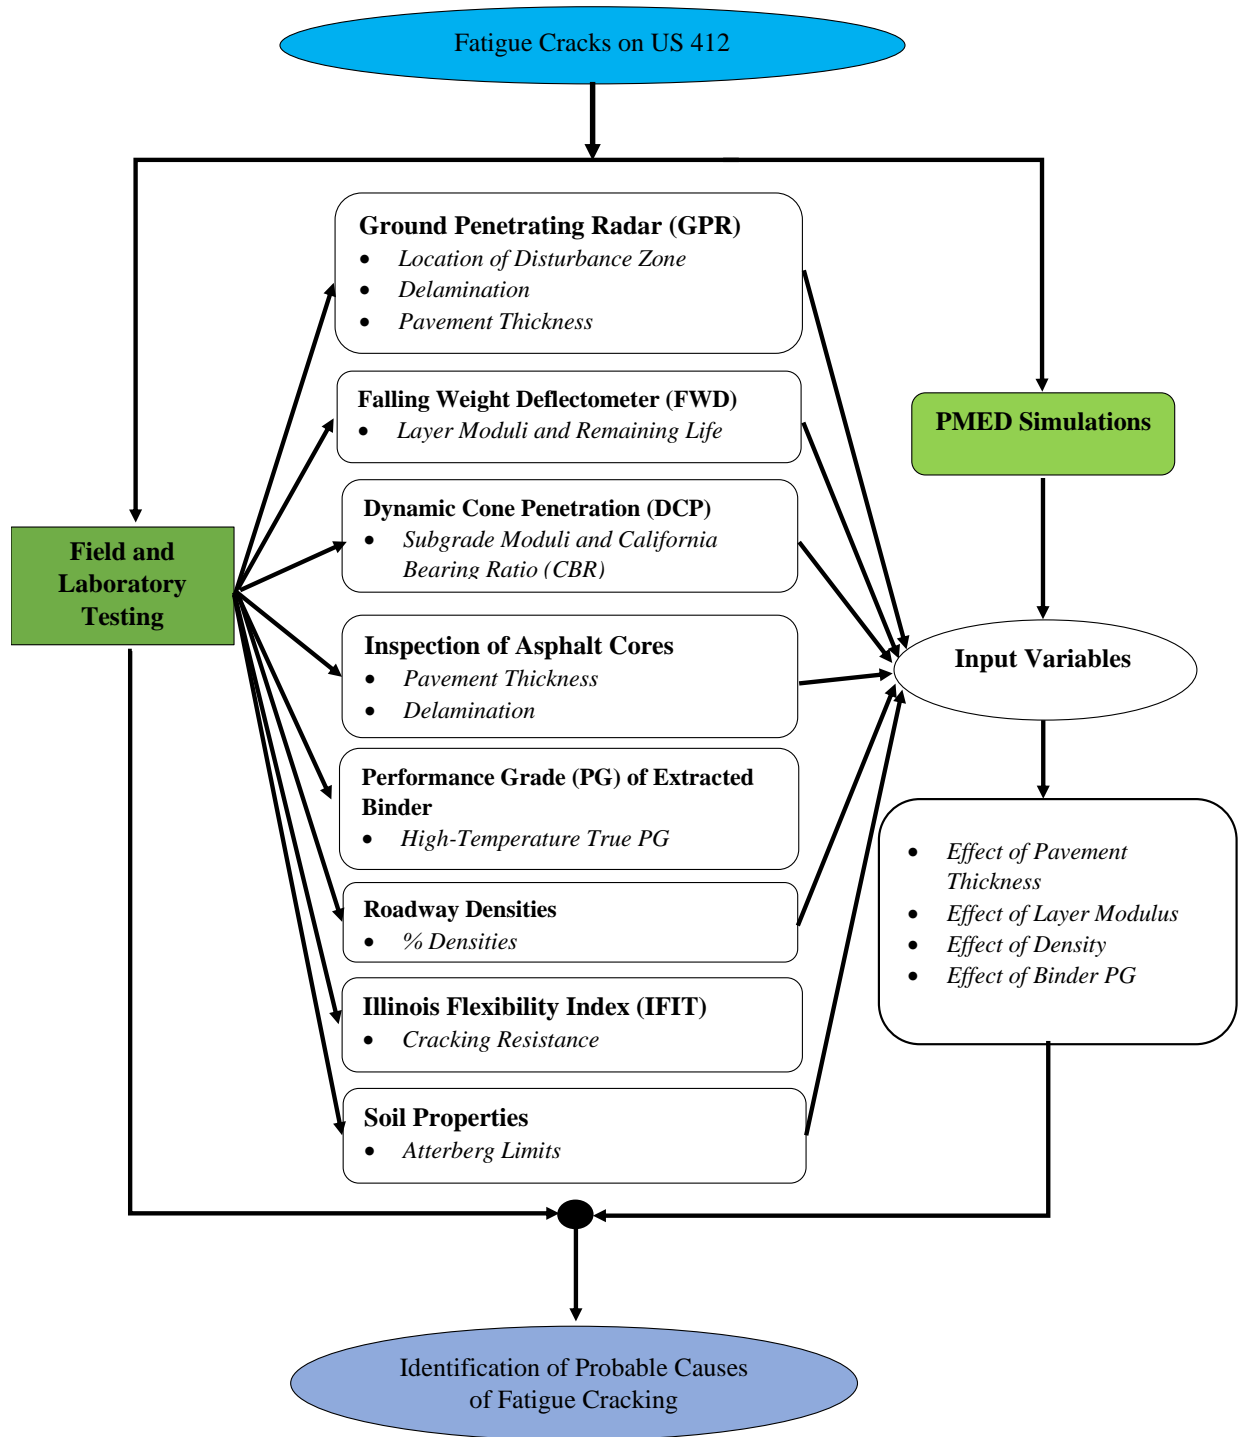 Fatigue Cracks on US 412
Ground Penetrating Radar (GPR)
• Location of Disturbance Zone
• Delamination
• Pavement Thickness
Falling Weight Deflectometer (FWD)
• Layer Moduli and Remaining Life
Dynamic Cone Penetration (DCP)
• Subgrade Moduli and California
Bearing Ratio (CBR)
Inspection of Asphalt Cores
• Pavement Thickness
• Delamination
Performance Grade (PG) of Extracted
Binder
• High-Temperature True PG
Roadway Densities
• % Densities
Illinois Flexibility Index (IFIT)
• Cracking Resistance
Soil Properties
• Atterberg Limits
Field and
Laboratory
Testing
PMED Simulations
Input Variables
• Effect of Pavement
Thickness
• Effect of Layer Modulus
• Effect of Density
• Effect of Binder PG
Identification of Probable Causes
of Fatigue Cracking